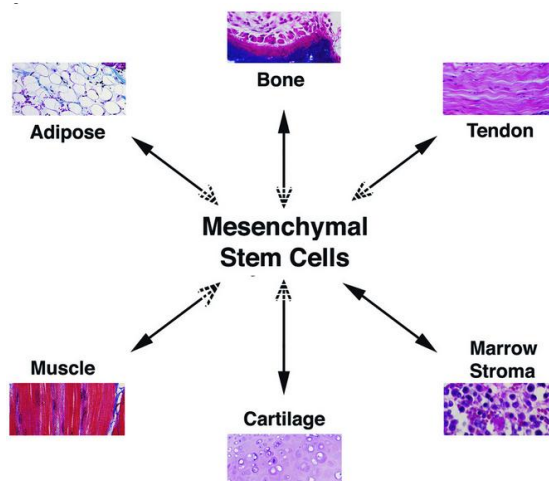 Bone
Adipose
Tendon
Mesenchymal
Stem Cells
Muscle
Marrow
Stroma
Cartilage